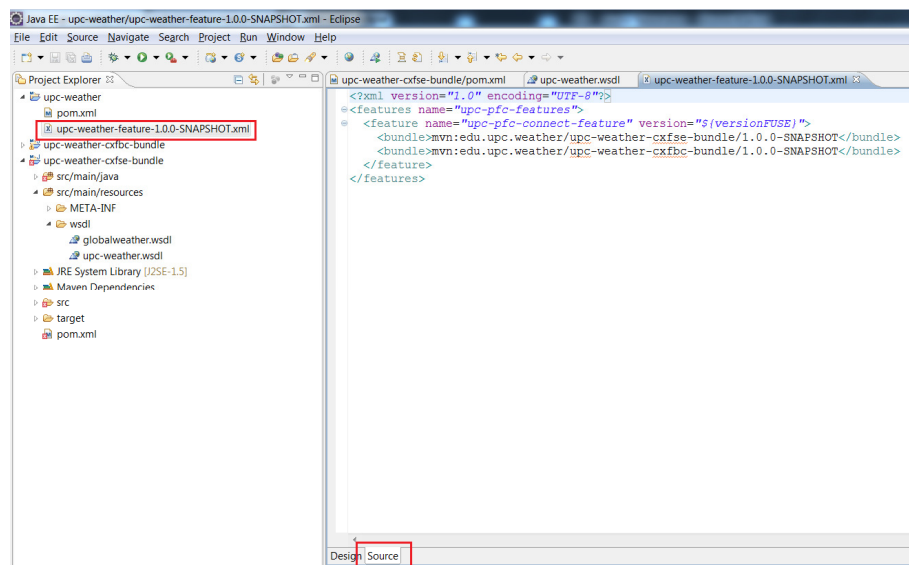 Java EE - upc-weather/upc-weather-feature-1.0.0-SNAPSHOT.xml - Eclipse
File Edit Source Navigate Search Project Run Window Help
Project Explorer
upc-weather
pom.xml
upc-weather-feature-1.0.0-SNAPSHOT.xml
upc-weather-cxfbc-bundle
upc-weather-cxfse-bundle
src/main/java
src/main/resources
META-INF
wsdl
globalweather.wsdl
upc-weather.wsdl
JRE System Library [J2SE-1.5]
Maven Dependencies
src
target
pom.xml
upc-weather-cxfse-bundle/pom.xml upc-weather.wsdl upc-weather-feature-1.0.0-SNAPSHOT.xml
<?xml version="1.0" encoding="UTF-8"?>
<features name="upc-pfc-features">
<feature name="upc-pfc-connect-feature" version="${versionFUSE}">
<bundle>mvn:edu.upc.weather/upc-weather-cxfse-bundle/1.0.0-SNAPSHOT</bundle>
<bundle>mvn:edu.upc.weather/upc-weather-cxfbc-bundle/1.0.0-SNAPSHOT</bundle>
</feature>
</features>
Design Source